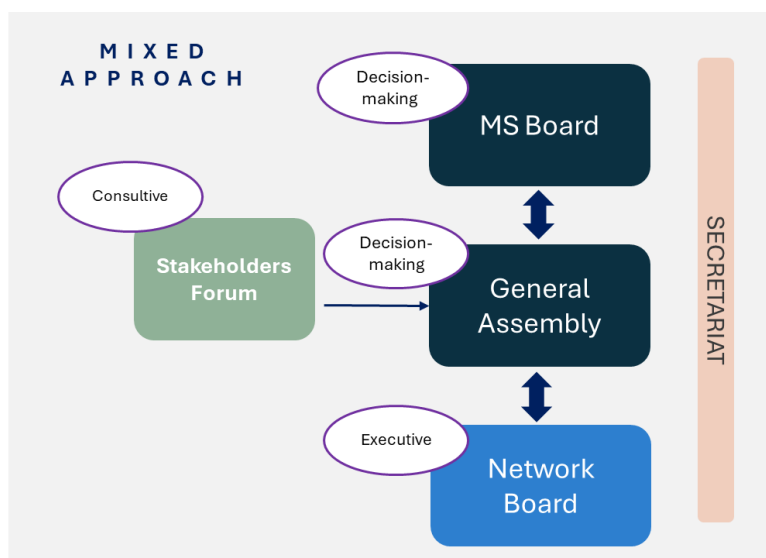 MIXED
APPROACH
Decision-
making
MS Board
Consultive
Stakeholders
Forum
Decision-
making
General
Assembly
Executive
Network
Board
SECRETARIAT